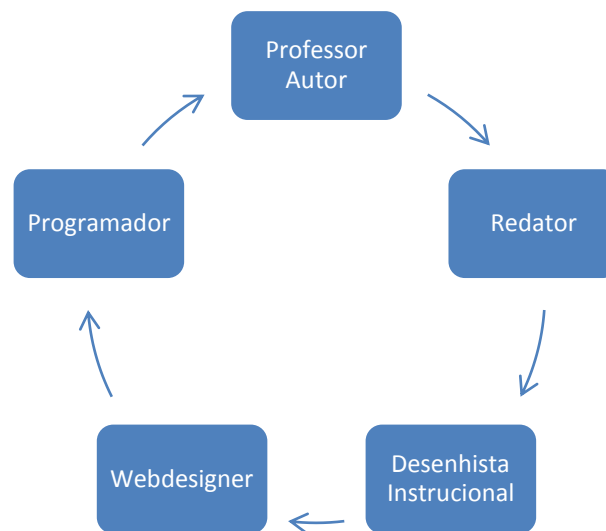 Professor
Autor
Redator
Desenhista
Instrucional
Webdesigner
Programador